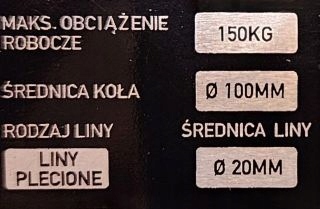 MAKS. OBCIĄŻENIE
ROBOCZE
150KG
ŚREDNICA KOŁA
Ø 100MM
RODZAJ LINY
LINY
PLECIONE
ŚREDNICA LINY
Ø 20MM